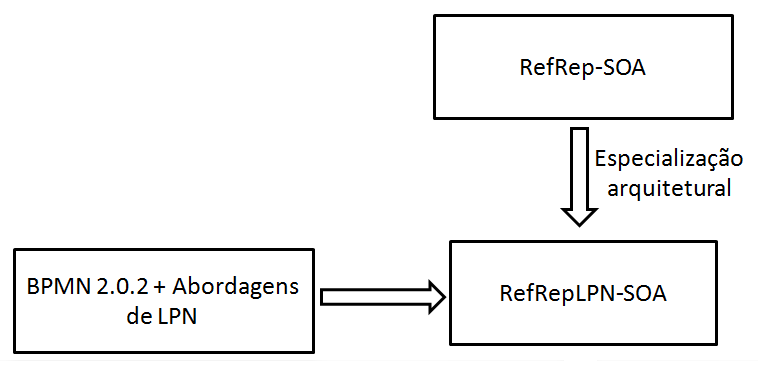 RefRep-SOA
Especialização
arquitetural
BPMN 2.0.2 + Abordagens
de LPN
RefRepLPN-SOA